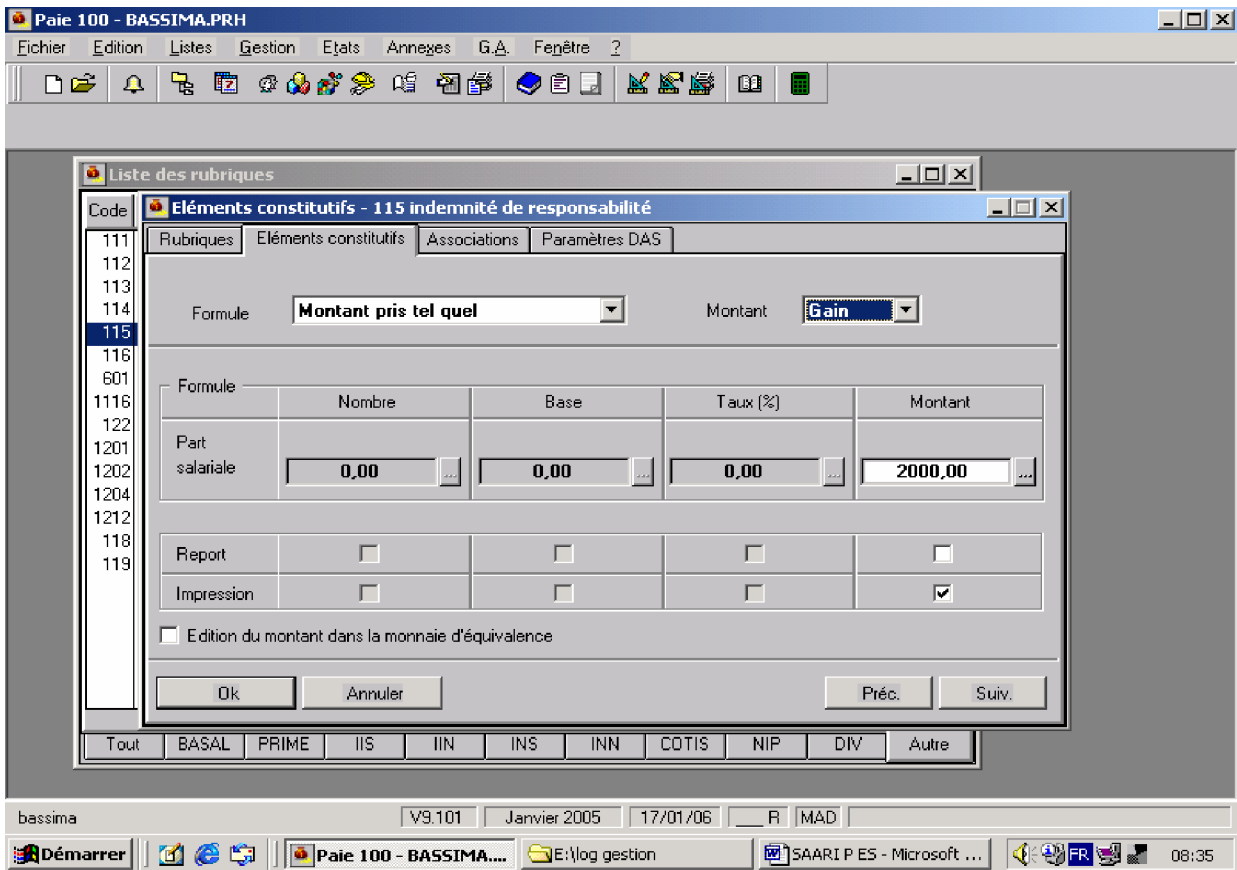 Paie 100 - BASSIMA.PRH
Fichier Edition Listes Gestion Etats Annexes G.A. Fenêtre ?
Liste des rubriques
Code
Eléments constitutifs - 115 indemnité de responsabilité
111
112
113
114
115
116
601
1116
122
1201
1202
1204
1212
118
119
Rubriques Eléments constitutifs Associations Paramètres DAS
Formule Montant pris tel quel Montant Gain
Formule
Nombre Base Taux (%) Montant
Part
salariale 0,00 ... 0,00 ... 0,00 ... 2000,00 ...
Report
Impression
Edition du montant dans la monnaie d'équivalence
Ok Annuler Préc. Suiv.
Tout BASAL PRIME IIS IIN INS INN COTIS NIP DIV Autre
bassima V9.101 Janvier 2005 17/01/06 ___ R MAD
Démarrer Paie 100 - BASSIMA.... E:\log gestion SAARI P ES - Microsoft ... FR 08:35